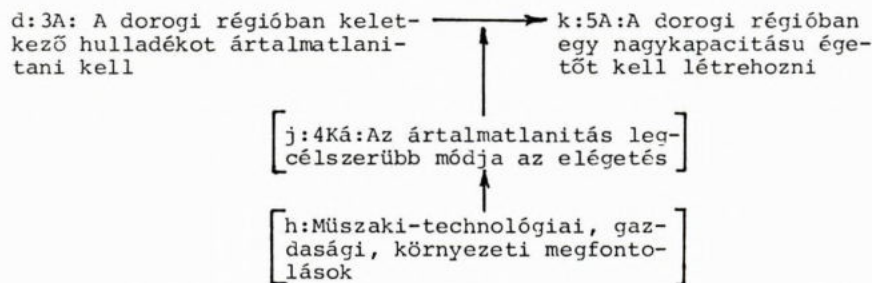 d:3A: A dorogi régióban kelet-
kező hulladékot ártalmatlani-
tani kell
k:5A:A dorogi régióban
egy nagykapacitásu ége-
tőt kell létrehozni
j:4Ká:Az ártalmatlanitás leg-
célszerübb módja az elégetés
h:Müszaki-technológiai, gaz-
dasági, környezeti megfonto-
lások